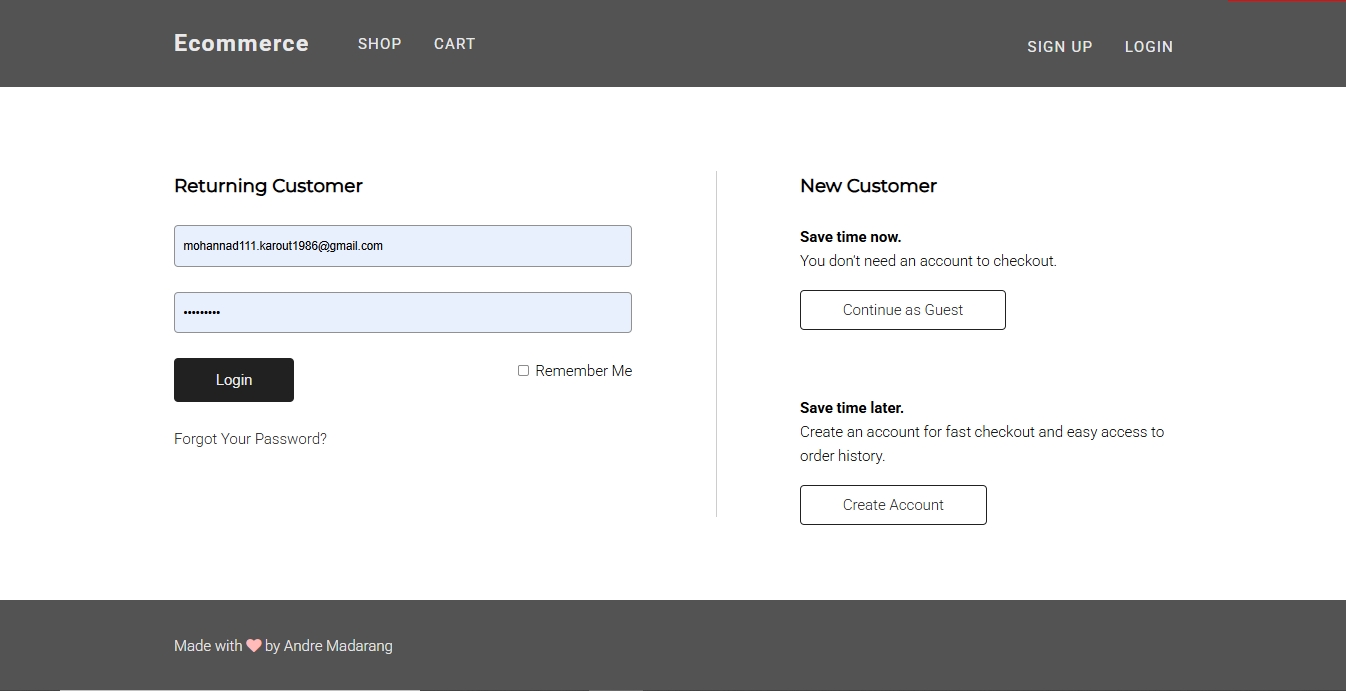 Ecommerce
SHOP
CART
SIGN UP
LOGIN
Returning Customer
mohannad111.karout1986@gmail.com
•••••••••
Login
Remember Me
Forgot Your Password?
New Customer
Save time now.
You don't need an account to checkout.
Continue as Guest
Save time later.
Create an account for fast checkout and easy access to
order history.
Create Account
Made with ♥ by Andre Madarang